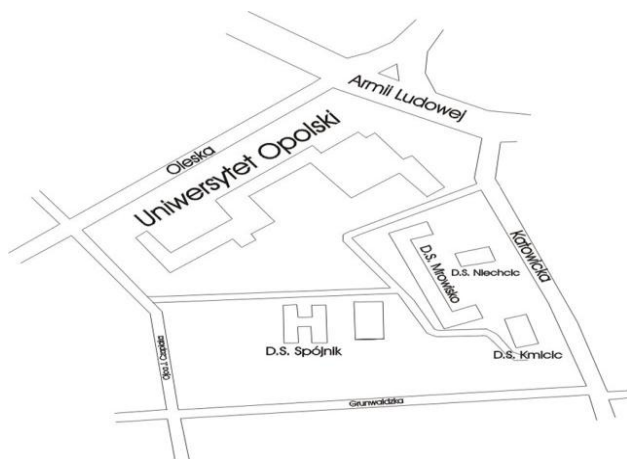 Armii Ludowej
Oleska
Uniwersytet Opolski
Katowicka
D.S. Mrowisko
D.S. Niechcic
D.S. Spójnik
D.S. Kmicic
Grunwaldzka